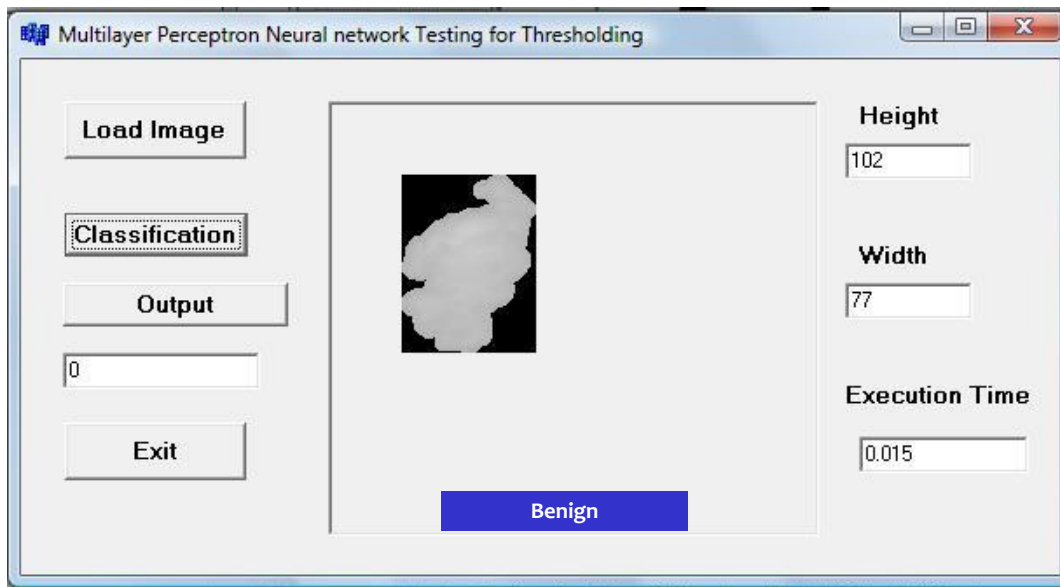 Multilayer Perceptron Neural network Testing for Thresholding
Load Image
Classification
Output
0
Exit
Benign
Height
102
Width
77
Execution Time
0.015